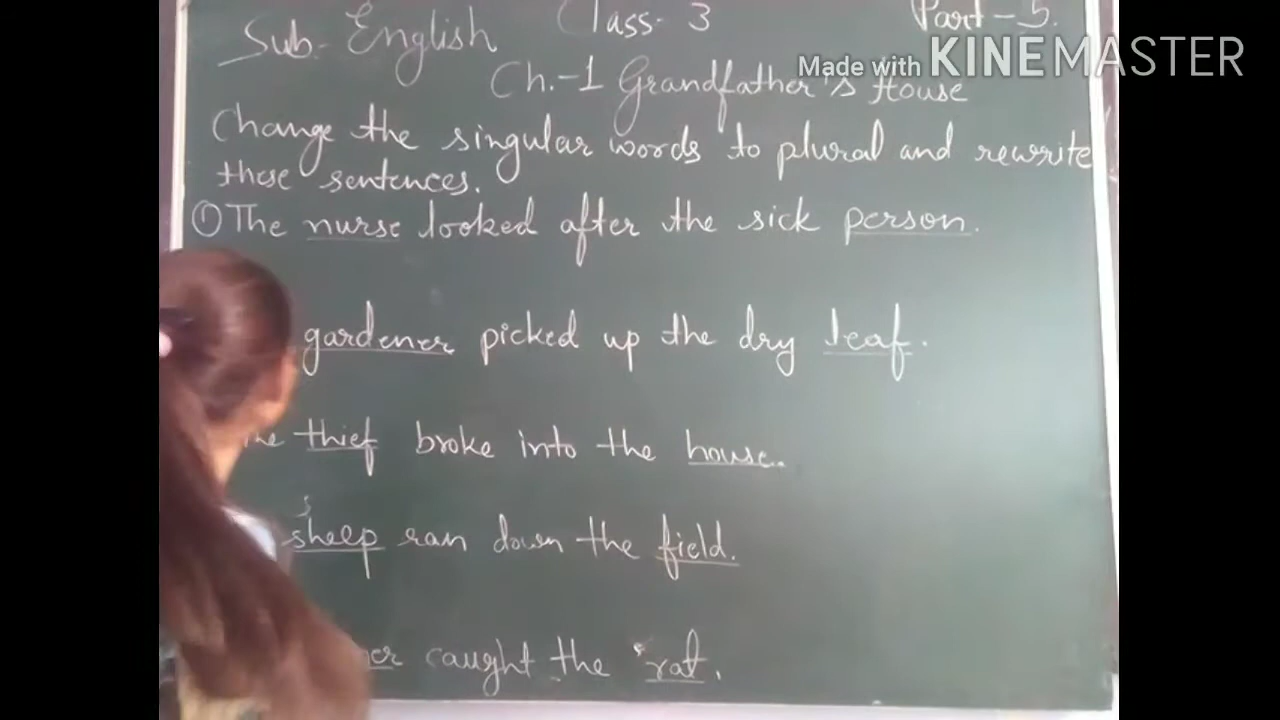 Sub- English Class- 3 Part-5.
Made with KINEMASTER
Ch.-1 Grandfather's House
Change the singular words to plural and rewrite
these sentences.
① The nurse looked after the sick person.
gardener picked up the dry leaf.
thief broke into the house.
sheep ran down the field.
caught the rat.